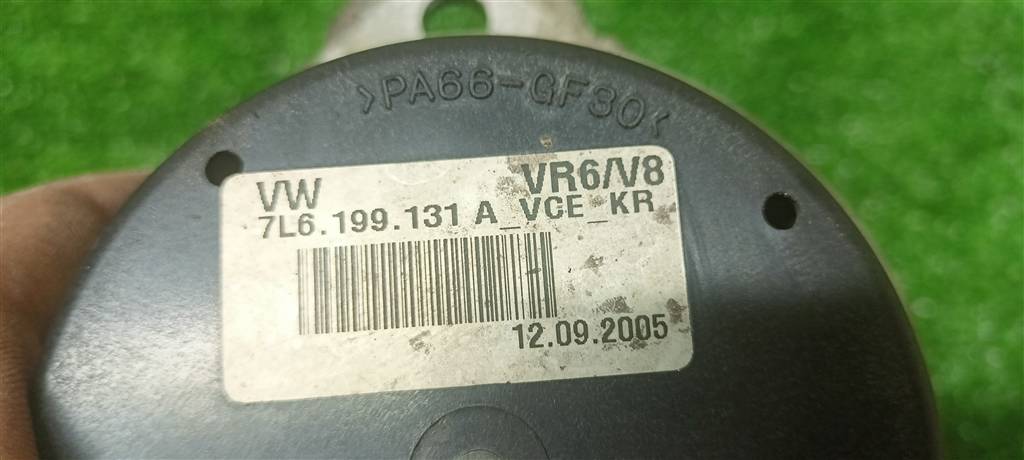 >PA66-GF30<
VW VR6/V8
7L6.199.131 A_VCE_KR
12.09.2005